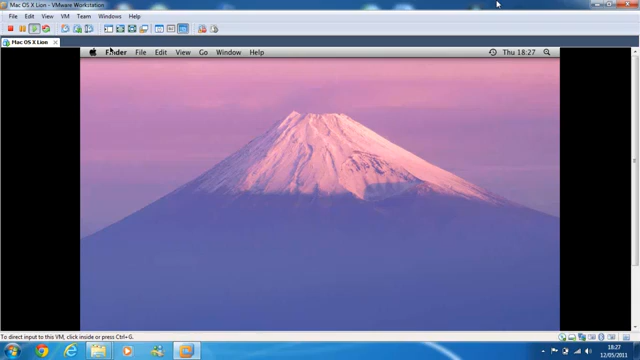 Mac OS X Lion - VMware Workstation
File Edit View VM Team Windows Help
Mac OS X Lion
Finder File Edit View Go Window Help Thu 18:27
To direct input to this VM, click inside or press Ctrl+G.
18:27
12/05/2011